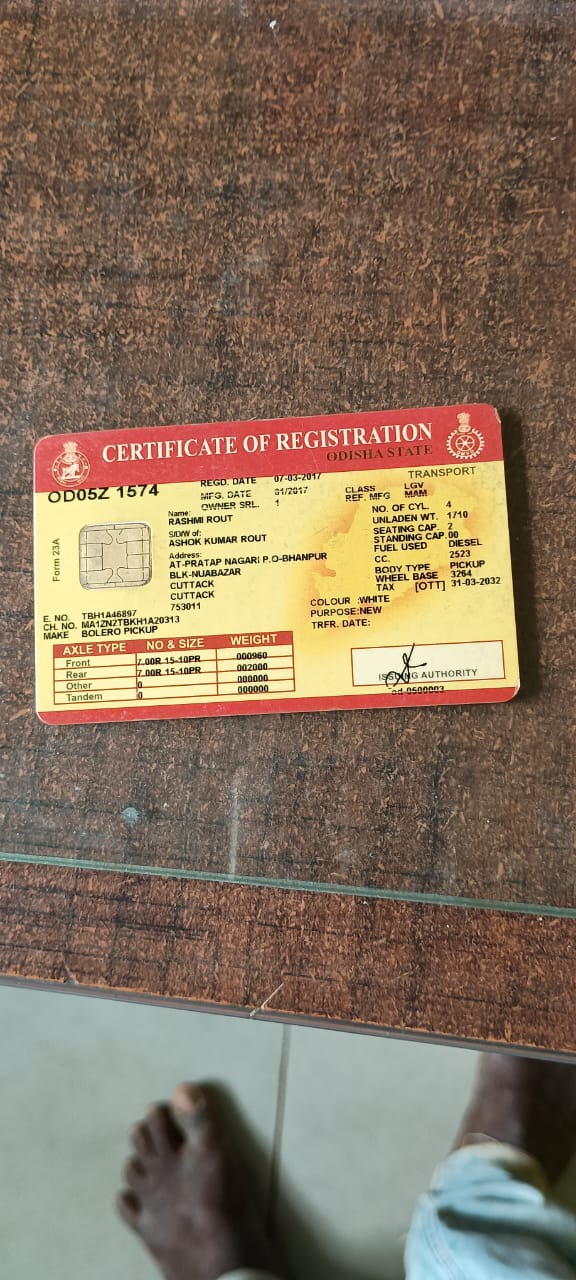 CERTIFICATE OF REGISTRATION
ODISHA STATE
TRANSPORT
OD05Z 1574
REGD. DATE 07-03-2017
MFG. DATE 01/2017
OWNER SRL. 1
CLASS LGV
REF. MFG MAM
Form 23A
Name:
RASHMI ROUT
S/D/W of:
ASHOK KUMAR ROUT
Address:
AT-PRATAP NAGARI P.O-BHANPUR
BLK-NUABAZAR
CUTTACK
CUTTACK
753011
NO. OF CYL. 4
UNLADEN WT. 1710
SEATING CAP. 2
STANDING CAP. 00
FUEL USED DIESEL
CC. 2523
BODY TYPE PICKUP
WHEEL BASE 3264
TAX [OTT] 31-03-2032
COLOUR :WHITE
PURPOSE:NEW
TRFR. DATE:
E. NO. TBH1A46897
CH. NO. MA1ZN2TBKH1A20313
MAKE BOLERO PICKUP
AXLE TYPE NO & SIZE WEIGHT
Front 7.00R 15-10PR 000960
Rear 7.00R 15-10PR 002000
Other 0 000000
Tandem 0 000000
ISSUING AUTHORITY
od 0500003